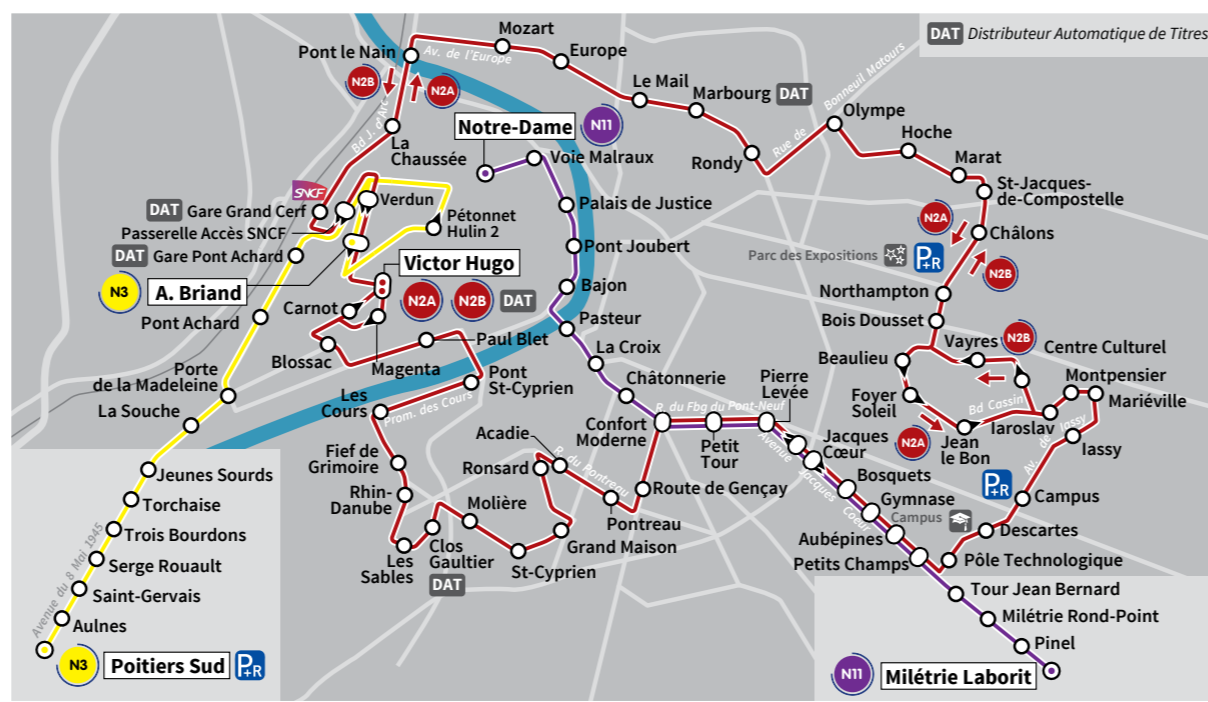 DAT Distributeur Automatique de Titres
Pont le Nain
Mozart
Av. de l'Europe
Europe
N2B
N2A
Le Mail
Marbourg DAT
Bonneuil Matours
Olympe
Bd J. d'Arc
La
Chaussée
Notre-Dame
N11
Voie Malraux
Rondy
Rue de
Hoche
Marat
St-Jacques-
de-Compostelle
SNCF
Verdun
DAT Gare Grand Cerf
Passerelle Accès SNCF
Pétonnet
Hulin 2
Palais de Justice
N2A
Châlons
DAT Gare Pont Achard
Victor Hugo
Pont Joubert
Parc des Expositions
P+R
N2B
N3
A. Briand
N2A
N2B
DAT
Bajon
Northampton
Carnot
Pont Achard
Pasteur
Bois Dousset
Blossac
Magenta
Paul Blet
La Croix
Vayres
N2B
Centre Culturel
Beaulieu
Porte
de la Madeleine
Pont
St-Cyprien
Châtonnerie
Pierre
Levée
Montpensier
Mariéville
La Souche
Les
Cours
Prom. des Cours
R. du Fbg du Pont-Neuf
Foyer
Soleil
Bd Cassin
Acadie
Confort
Moderne
Petit
Tour
Avenue Jacques Coeur
Jacques
Cœur
N2A
Jean
le Bon
Iaroslav
Av. de Iassy
Iassy
Fief de
Grimoire
Ronsard
R. du Pontreau
Bosquets
Jeunes Sourds
Rhin-
Danube
Molière
Route de Gençay
Gymnase
P+R
Campus
Torchaise
Pontreau
Campus
Descartes
Trois Bourdons
Les
Sables
Clos
Gaultier
DAT
St-Cyprien
Grand Maison
Aubépines
Petits Champs
Pôle Technologique
Serge Rouault
Avenue du 8 Mai 1945
Saint-Gervais
Tour Jean Bernard
Aulnes
Milétrie Rond-Point
Pinel
N3
Poitiers Sud
P+R
N11
Milétrie Laborit